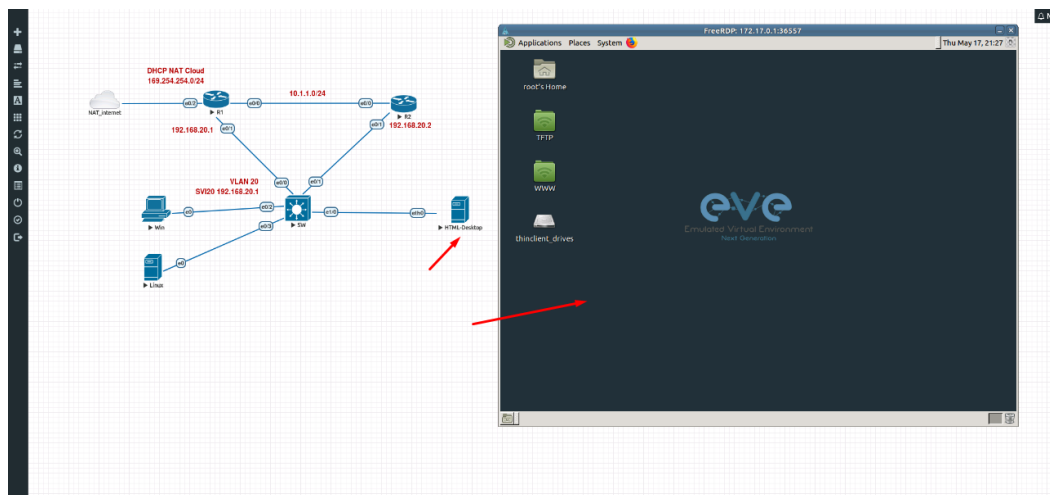 FreeRDP: 172.17.0.1:36557
Applications Places System
Thu May 17, 21:27
DHCP NAT Cloud
169.254.254.0/24
NAT_internet
e0/2
R1
e0/0
10.1.1.0/24
e0/0
R2
192.168.20.1
e0/1
e0/1
192.168.20.2
VLAN 20
SVI20 192.168.20.1
e0/0
e0/1
Win
e0
e0/2
SW
e1/0
eth0
HTML-Desktop
e0/3
e0
Linux
root's Home
TFTP
WWW
thinclient_drives
eve
Emulated Virtual Environment
Next Generation